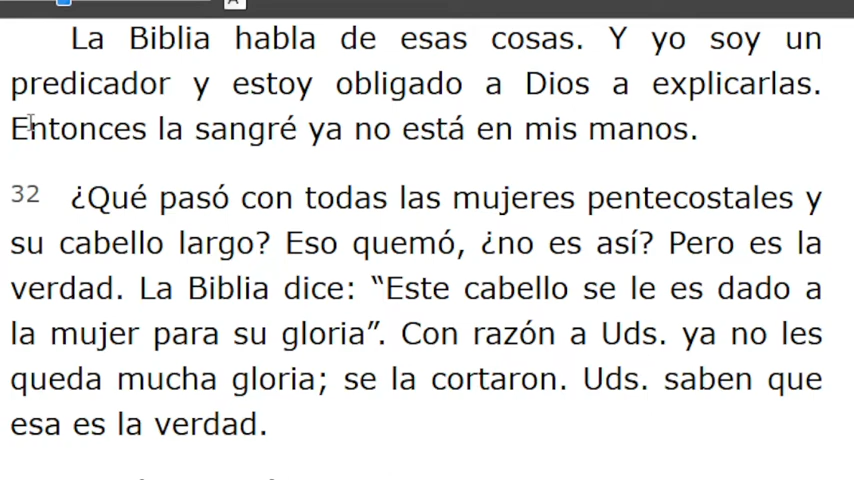 La Biblia habla de esas cosas. Y yo soy un
predicador y estoy obligado a Dios a explicarlas.
Entonces la sangré ya no está en mis manos.
32 ¿Qué pasó con todas las mujeres pentecostales y
su cabello largo? Eso quemó, ¿no es así? Pero es la
verdad. La Biblia dice: “Este cabello se le es dado a
la mujer para su gloria”. Con razón a Uds. ya no les
queda mucha gloria; se la cortaron. Uds. saben que
esa es la verdad.